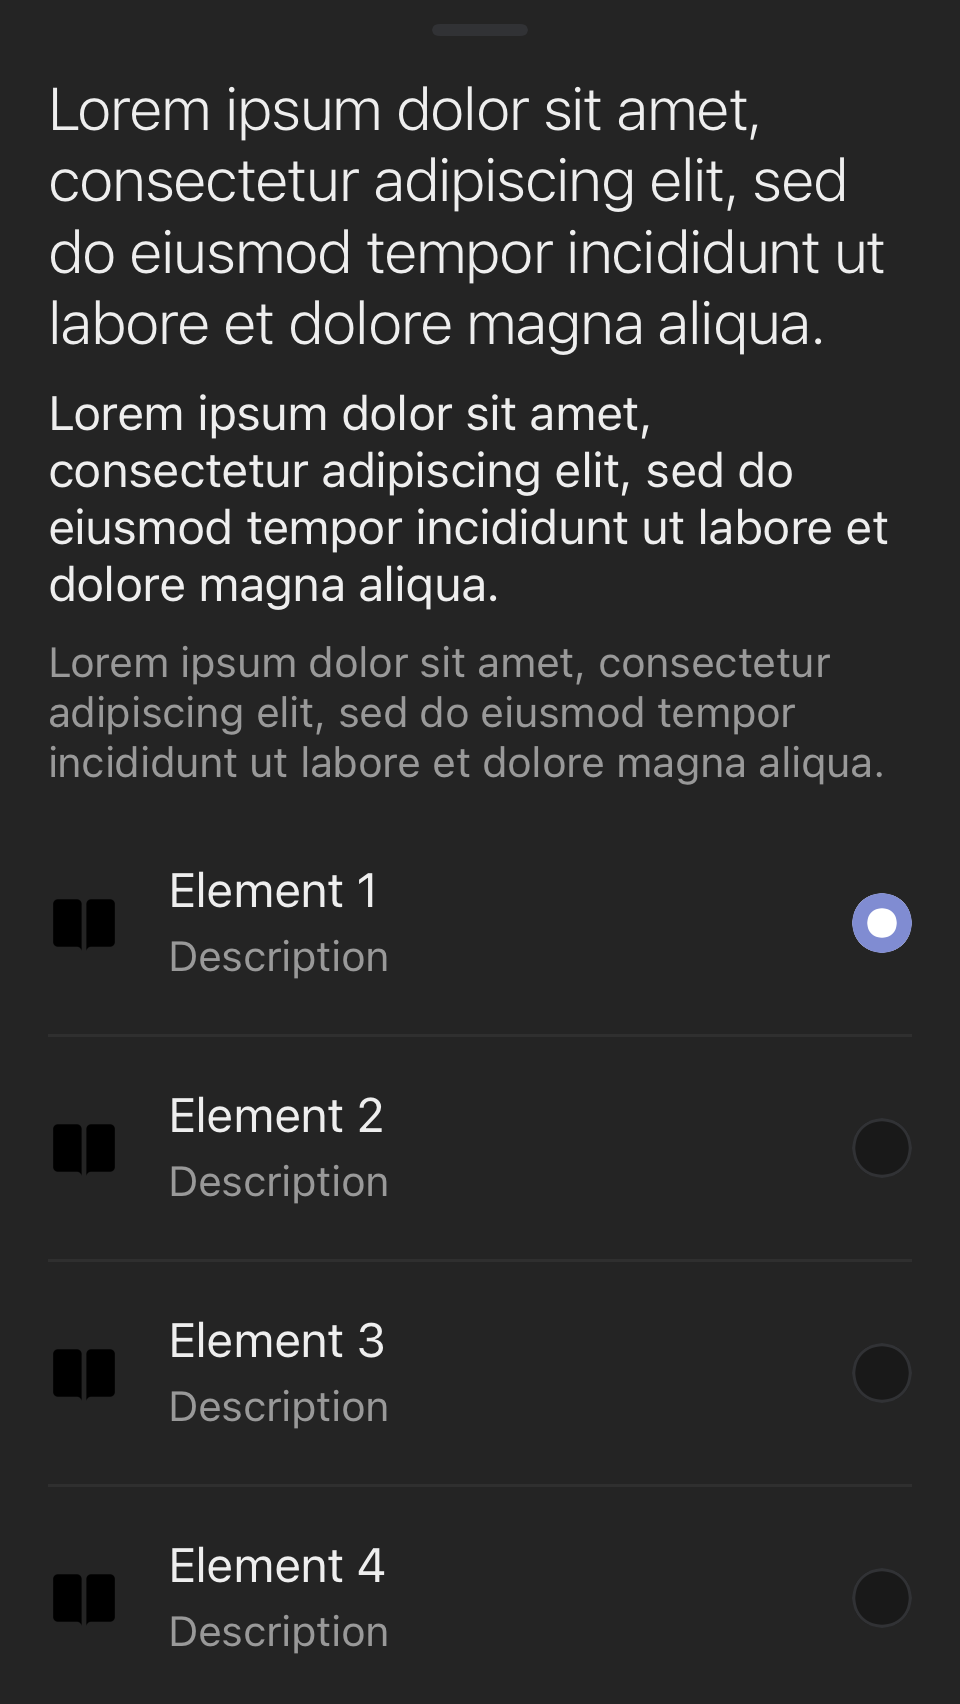 Lorem ipsum dolor sit amet,
consectetur adipiscing elit, sed
do eiusmod tempor incididunt ut
labore et dolore magna aliqua.
Lorem ipsum dolor sit amet,
consectetur adipiscing elit, sed do
eiusmod tempor incididunt ut labore et
dolore magna aliqua.
Lorem ipsum dolor sit amet, consectetur
adipiscing elit, sed do eiusmod tempor
incididunt ut labore et dolore magna aliqua.
Element 1
Description
Element 2
Description
Element 3
Description
Element 4
Description